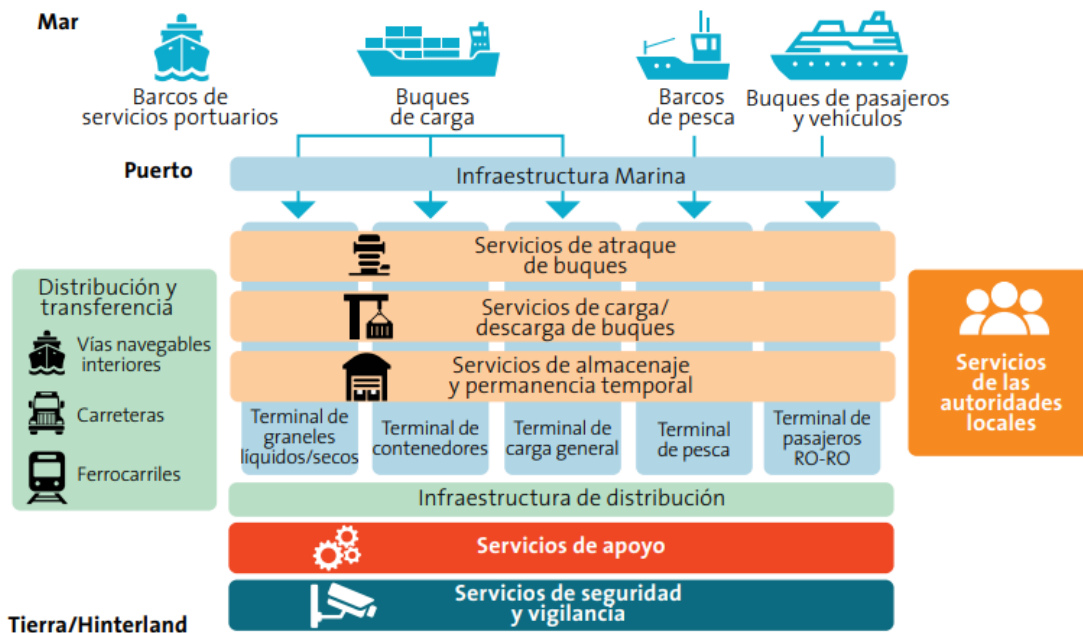 Mar
Barcos de
servicios portuarios
Buques
de carga
Barcos
de pesca
Buques de pasajeros
y vehículos
Puerto
Infraestructura Marina
Servicios de atraque
de buques
Servicios de carga/
descarga de buques
Servicios de almacenaje
y permanencia temporal
Distribución y
transferencia
Vías navegables
interiores
Carreteras
Ferrocarriles
Servicios
de las
autoridades
locales
Terminal de
graneles
líquidos/secos
Terminal de
contenedores
Terminal de
carga general
Terminal
de pesca
Terminal de
pasajeros
RO-RO
Infraestructura de distribución
Servicios de apoyo
Servicios de seguridad
y vigilancia
Tierra/Hinterland